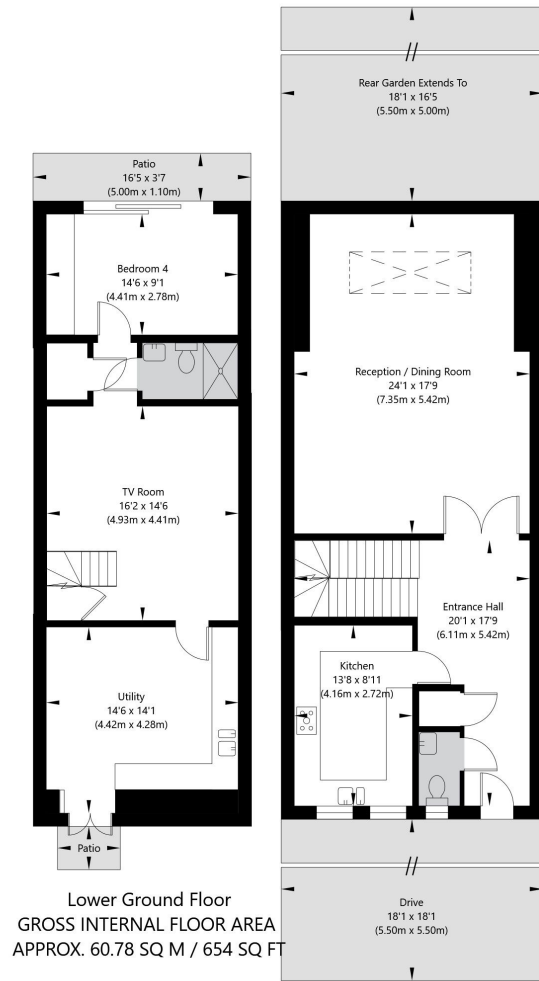 Patio
16'5 x 3'7
(5.00m x 1.10m)
Bedroom 4
14'6 x 9'1
(4.41m x 2.78m)
TV Room
16'2 x 14'6
(4.93m x 4.41m)
Utility
14'6 x 14'1
(4.42m x 4.28m)
Patio
Lower Ground Floor
GROSS INTERNAL FLOOR AREA
APPROX. 60.78 SQ M / 654 SQ FT
Rear Garden Extends To
18'1 x 16'5
(5.50m x 5.00m)
Reception / Dining Room
24'1 x 17'9
(7.35m x 5.42m)
Entrance Hall
20'1 x 17'9
(6.11m x 5.42m)
Kitchen
13'8 x 8'11
(4.16m x 2.72m)
Drive
18'1 x 18'1
(5.50m x 5.50m)